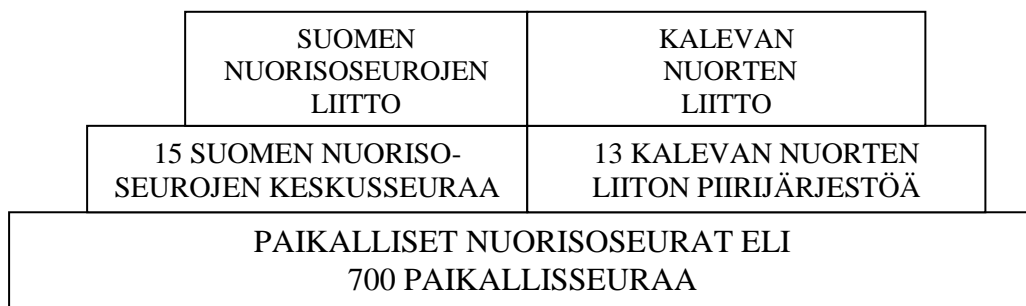 SUOMEN
NUORISOSEUROJEN
LIITTO
KALEVAN
NUORTEN
LIITTO
15 SUOMEN NUORISO-
SEUROJEN KESKUSSEURAA
13 KALEVAN NUORTEN
LIITON PIIRIJÄRJESTÖÄ
PAIKALLISET NUORISOSEURAT ELI
700 PAIKALLISSEURAA